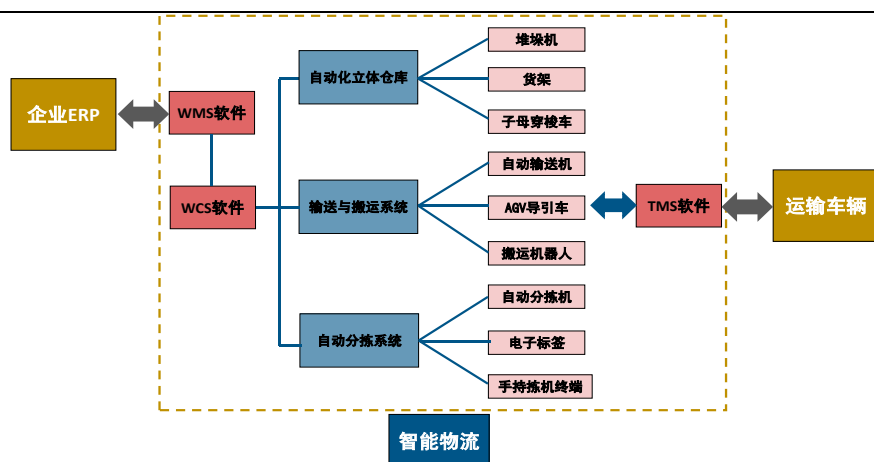 堆垛机
自动化立体仓库
货架
企业ERP
WMS软件
子母穿梭车
自动输送机
WCS软件
输送与搬运系统
AGV导引车
TMS软件
运输车辆
搬运机器人
自动分拣机
自动分拣系统
电子标签
手持拣机终端
智能物流